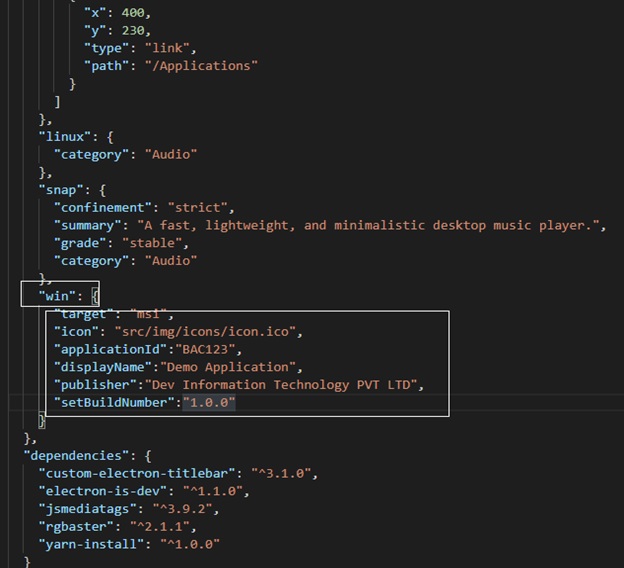 "x": 400,
"y": 230,
"type": "link",
"path": "/Applications"
}
]
},
"linux": {
"category": "Audio"
},
"snap": {
"confinement": "strict",
"summary": "A fast, lightweight, and minimalistic desktop music player.",
"grade": "stable",
"category": "Audio"
},
"win": {
"target": "msi",
"icon": "src/img/icons/icon.ico",
"applicationId":"BAC123",
"displayName":"Demo Application",
"publisher":"Dev Information Technology PVT LTD",
"setBuildNumber":"1.0.0"
}
},
"dependencies": {
"custom-electron-titlebar": "^3.1.0",
"electron-is-dev": "^1.1.0",
"jsmediatags": "^3.9.2",
"rgbaster": "^2.1.1",
"yarn-install": "^1.0.0"
}